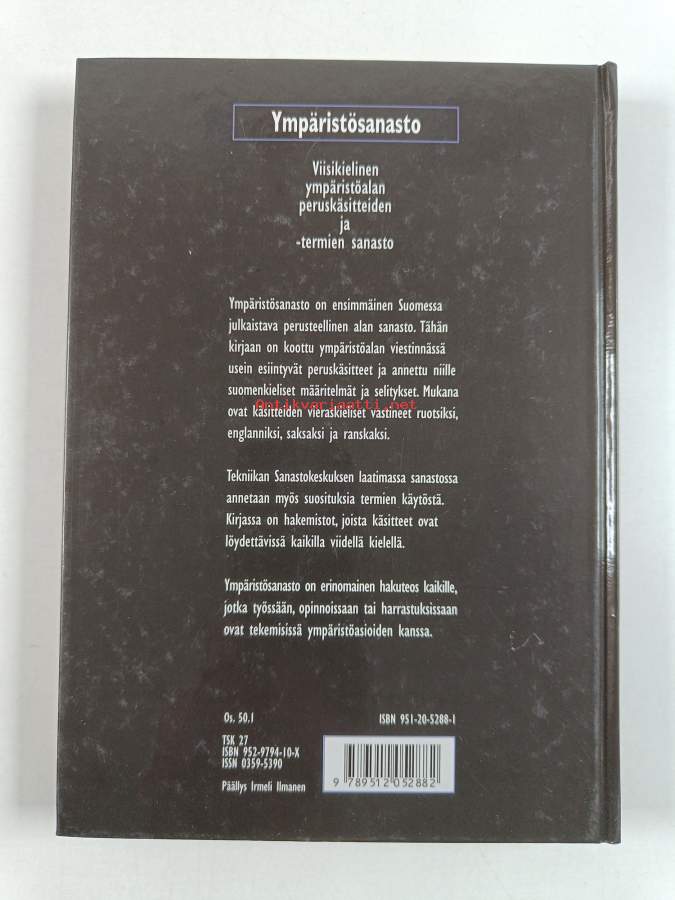 Ympäristösanasto
Viisikielinen
ympäristöalan
peruskäsitteiden
ja
-termien sanasto
Ympäristösanasto on ensimmäinen Suomessa
julkaistava perusteellinen alan sanasto. Tähän
kirjaan on koottu ympäristöalan viestinnässä
usein esiintyvät peruskäsitteet ja annettu niille
suomenkieliset määritelmät ja selitykset. Mukana
Antikvariaatti.net
ovat käsitteiden vieraskieliset vastineet ruotsiksi,
englanniksi, saksaksi ja ranskaksi.
Tekniikan Sanastokeskuksen laatimassa sanastossa
annetaan myös suosituksia termien käytöstä.
Kirjassa on hakemistot, joista käsitteet ovat
löydettävissä kaikilla viidellä kielellä.
Ympäristösanasto on erinomainen hakuteos kaikille,
jotka työssään, opinnoissaan tai harrastuksissaan
ovat tekemisissä ympäristöasioiden kanssa.
Os. 50.1 ISBN 951-20-5288-1
TSK 27
ISBN 952-9794-10-X
ISSN 0359-5390
Päällys Irmeli Ilmanen
9 789512 052882